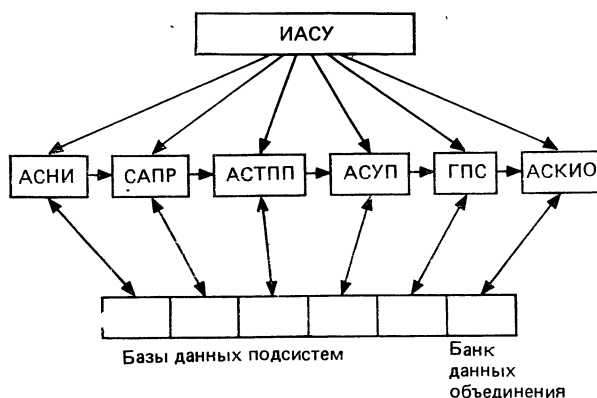 ИАСУ
АСНИ САПР АСТПП АСУП ГПС АСКИО
Базы данных подсистем
Банк
данных
объединения